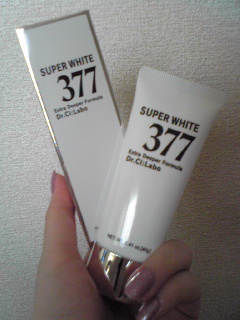 SUPER WHITE
377
Extra Deeper Formula
Dr.Ci:Labo
SUPER WHITE
377
Extra Deeper Formula
Dr.Ci:Labo